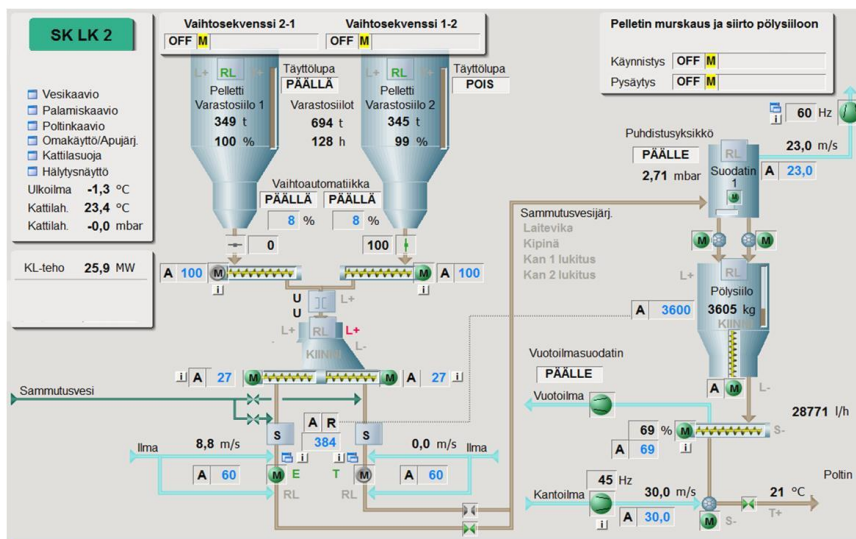 SK LK 2
Vesikaavio
Palamiskaavio
Poltinkaavio
Omakäyttö/Apujärj.
Kattilasuoja
Hälytysnäyttö
Ulkoilma -1,3 °C
Kattilah. 23,4 °C
Kattilah. -0,0 mbar
KL-teho 25,9 MW
Vaihtosekvenssi 2-1
OFF M
Vaihtosekvenssi 1-2
OFF M
Pelletin murskaus ja siirto pölysiiloon
Käynnistys OFF M
Pysäytys OFF M
L+ RL
Pelletti
Varastosiilo 1
349 t
100 %
Täyttölupa
PÄÄLLÄ
Varastosiilot
694 t
128 h
L+ RL
Pelletti
Varastosiilo 2
345 t
99 %
Täyttölupa
POIS
Vaihtoautomatiikka
PÄÄLLÄ PÄÄLLÄ
8 % 8 %
0 100
A 100 M M A 100
i i
U L+
U
L+ RL L+
KIINNI L-
i A 27 M M A 27 i
Sammutusvesi
S A R S
384
Ilma 8,8 m/s i i 0,0 m/s Ilma
A 60 M E T M A 60
RL RL
i 60 Hz
Puhdistusyksikkö
PÄÄLLE
2,71 mbar
RL
Suodatin
1
M
23,0 m/s
A 23,0
Sammutusvesijärj.
Laitevika
Kipinä
Kan 1 lukitus
Kan 2 lukitus
M M
L+ RL
Pölysiilo
3605 kg
KIINNI
A 3600
A M L-
Vuotoilmasuodatin
PÄÄLLE
Vuotoilma
28771 l/h
69 % M S-
A 69 i
45 Hz
Kantoilma 30,0 m/s
A 30,0
i
M S-
21 °C
T+
Poltin